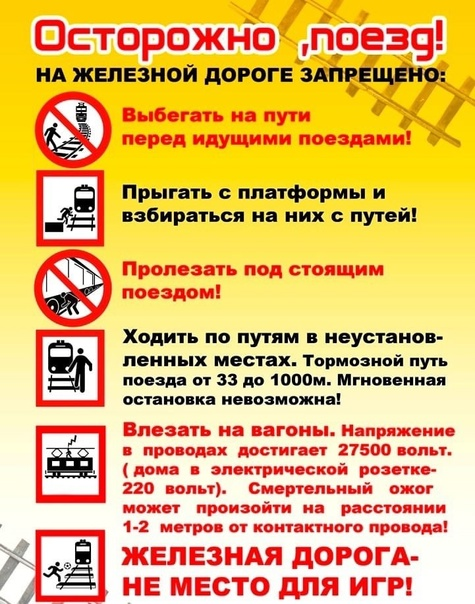 Осторожно ,поезд!
НА ЖЕЛЕЗНОЙ ДОРОГЕ ЗАПРЕЩЕНО:
Выбегать на пути
перед идущими поездами!
Прыгать с платформы и
взбираться на них с путей!
Пролезать под стоящим
поездом!
Ходить по путям в неустанов-
ленных местах. Тормозной путь
поезда от 33 до 1000м. Мгновенная
остановка невозможна!
Влезать на вагоны. Напряжение
в проводах достигает 27500 вольт.
( дома в электрической розетке-
220 вольт). Смертельный ожог
может произойти на расстоянии
1-2 метров от контактного провода!
ЖЕЛЕЗНАЯ ДОРОГА-
НЕ МЕСТО ДЛЯ ИГР!